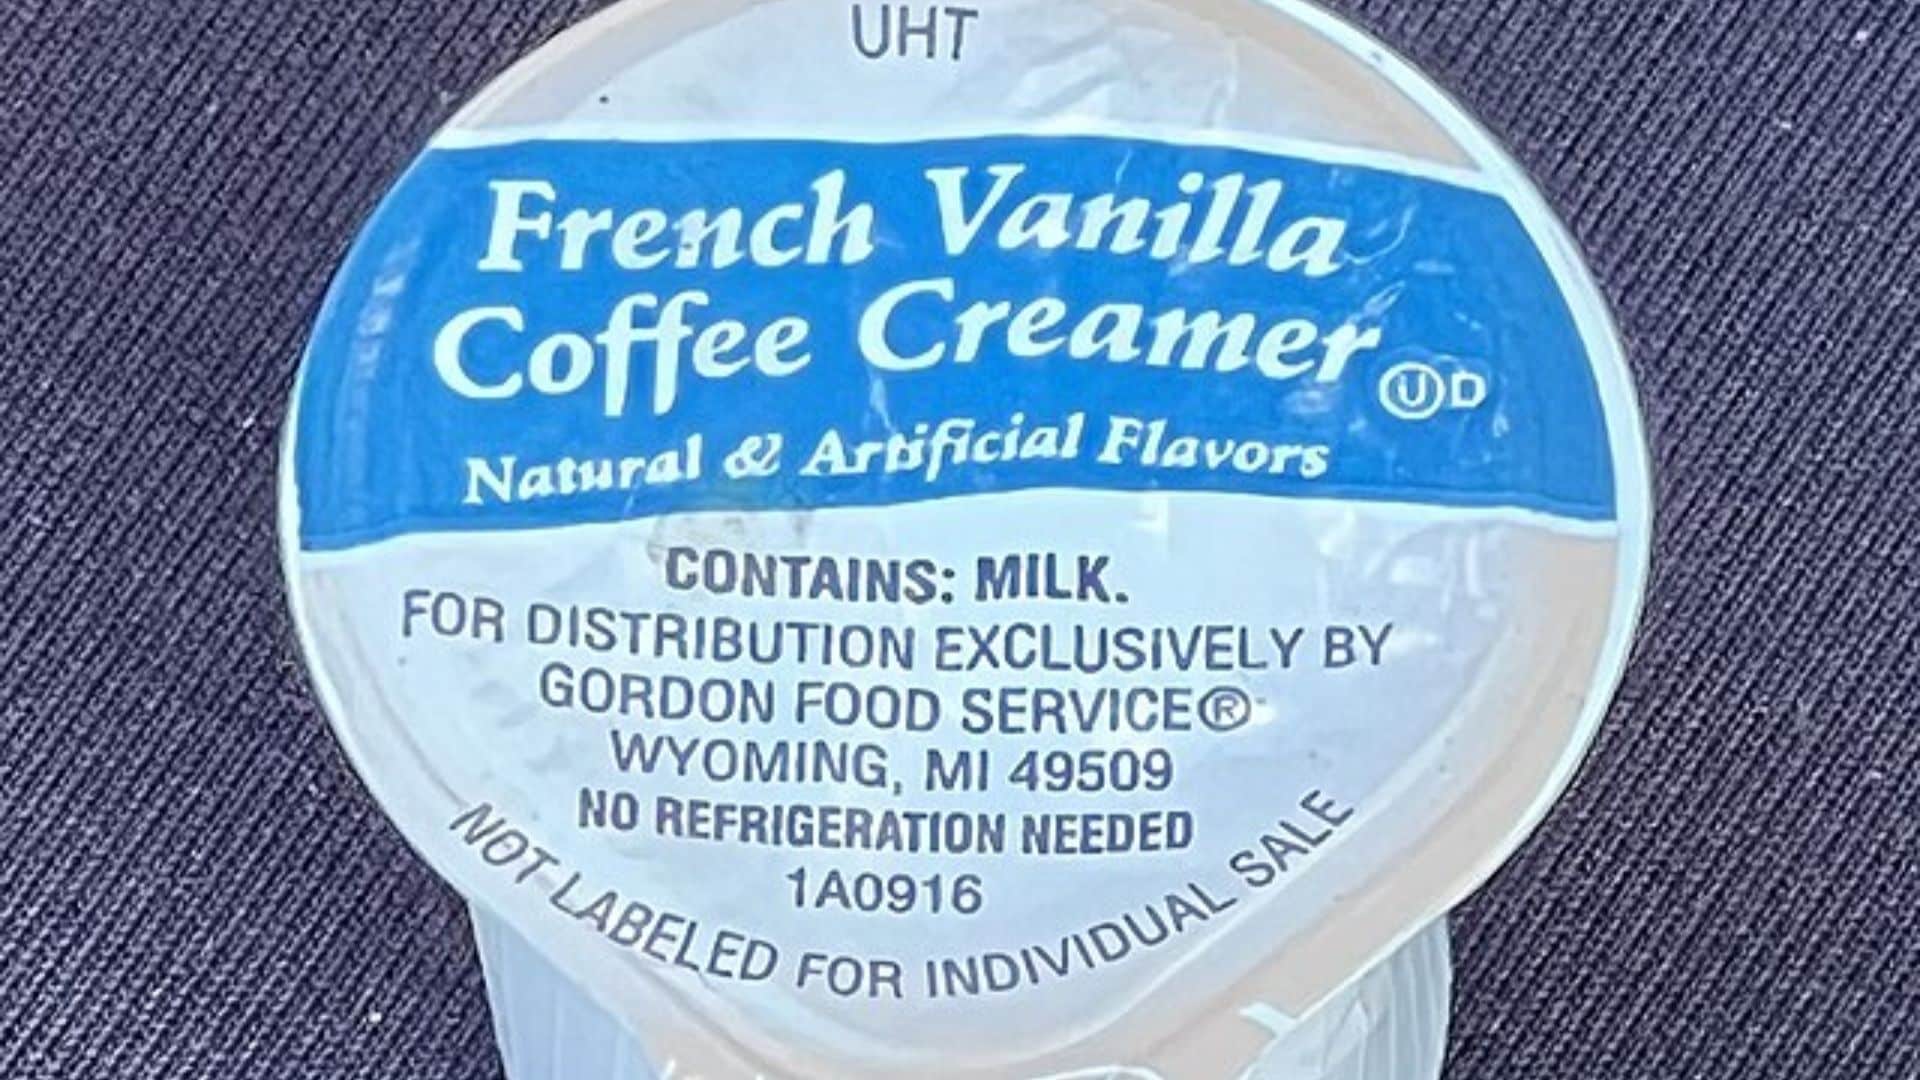 UHT
French Vanilla
Coffee Creamer ⓊD
Natural & Artificial Flavors
CONTAINS: MILK.
FOR DISTRIBUTION EXCLUSIVELY BY
GORDON FOOD SERVICE®
WYOMING, MI 49509
NO REFRIGERATION NEEDED
1A0916
NOT LABELED FOR INDIVIDUAL SALE